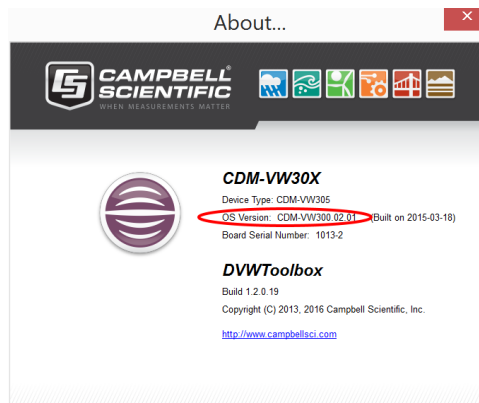 About...
CAMPBELL®
SCIENTIFIC
WHEN MEASUREMENTS MATTER
CDM-VW30X
Device Type: CDM-VW305
OS Version: CDM-VW300.02.01 (Built on 2015-03-18)
Board Serial Number: 1013-2
DVWToolbox
Build 1.2.0.19
Copyright (C) 2013, 2016 Campbell Scientific, Inc.
http://www.campbellsci.com